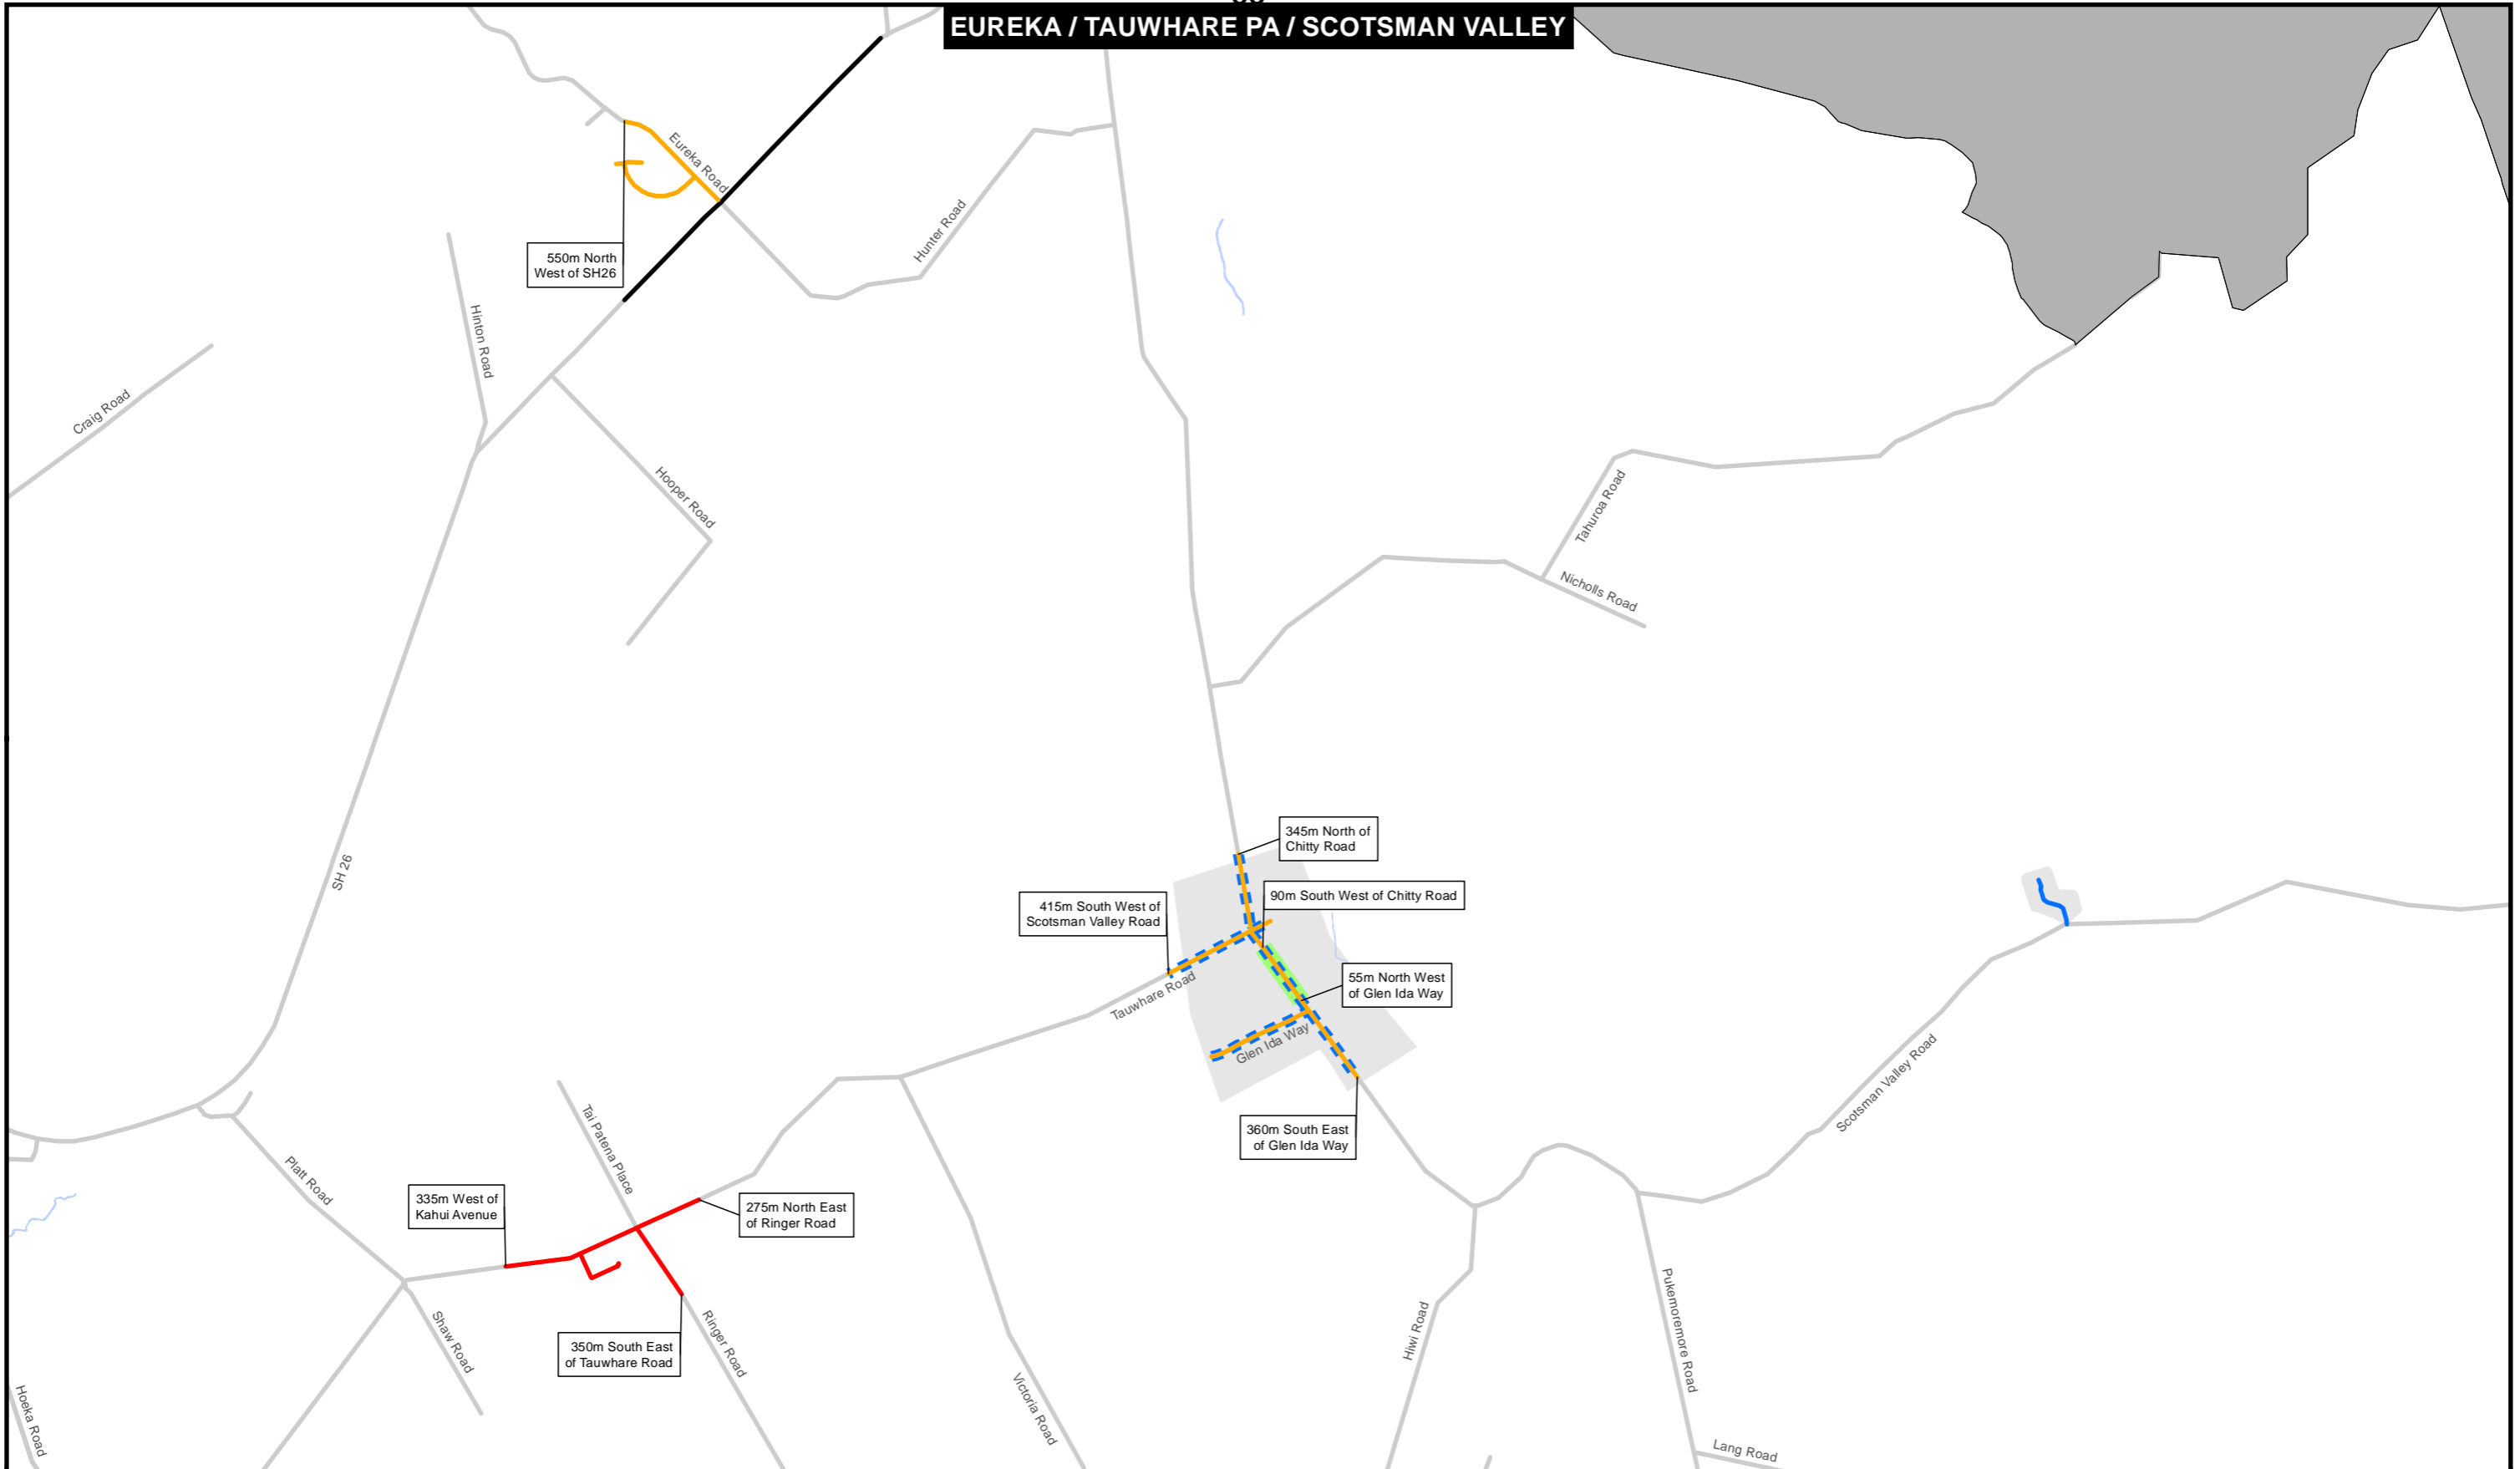 EUREKA / TAUWHARE PA / SCOTSMAN VALLEY
Eureka Road
Hunter Road
550m North
West of SH26
Hinton Road
Craig Road
Hooper Road
Tahuroa Road
Nicholls Road
SH 26
345m North of
Chitty Road
90m South West of Chitty Road
415m South West of
Scotsman Valley Road
55m North West
of Glen Ida Way
Tauwhare Road
Glen Ida Way
Scotsman Valley Road
360m South East
of Glen Ida Way
Tai Patena Place
Platt Road
335m West of
Kahui Avenue
275m North East
of Ringer Road
Shaw Road
350m South East
of Tauwhare Road
Ringer Road
Hiwi Road
Pukemoremore Road
Victoria Road
Hoeka Road
Lang Road